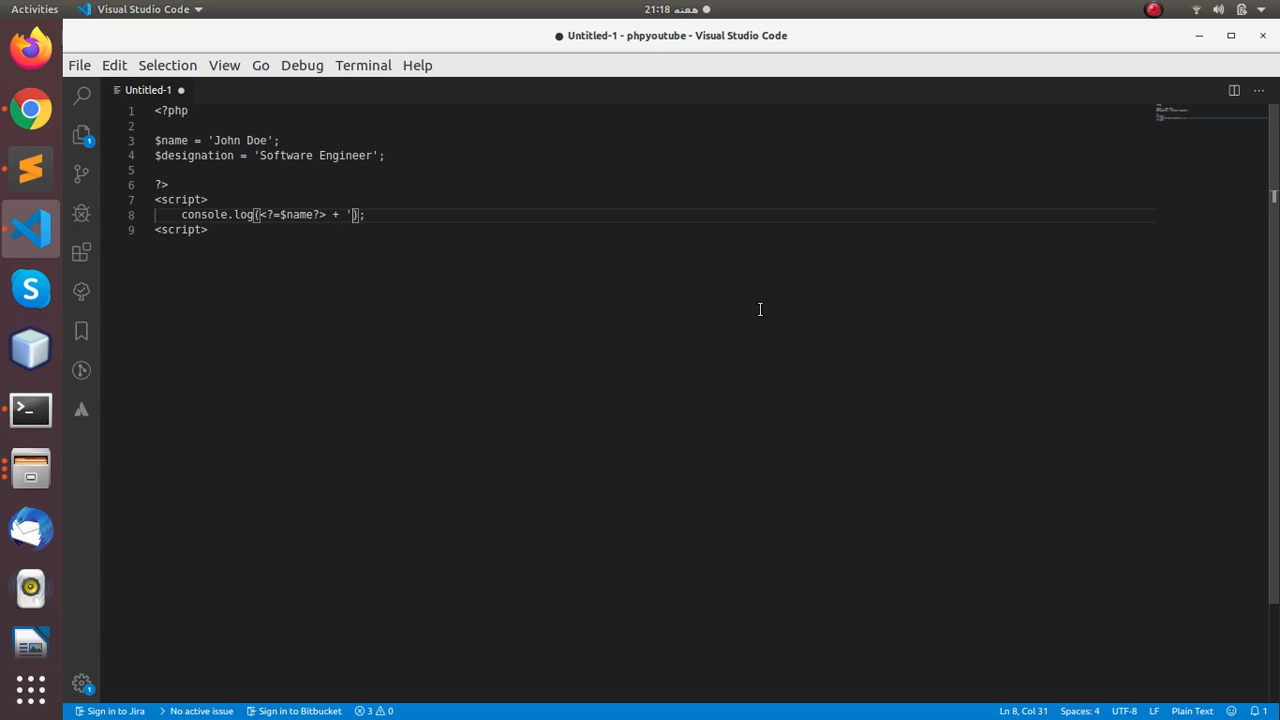 Activities Visual Studio Code 21:18 هفته
● Untitled-1 - phpyoutube - Visual Studio Code
File Edit Selection View Go Debug Terminal Help
Untitled-1
1 <?php
2
3 $name = 'John Doe';
4 $designation = 'Software Engineer';
5
6 ?>
7 <script>
8 console.log(<?=$name?> + ');
9 <script>
1
S
1
Sign in to Jira No active issue Sign in to Bitbucket 3 0 Ln 8, Col 31 Spaces: 4 UTF-8 LF Plain Text 1